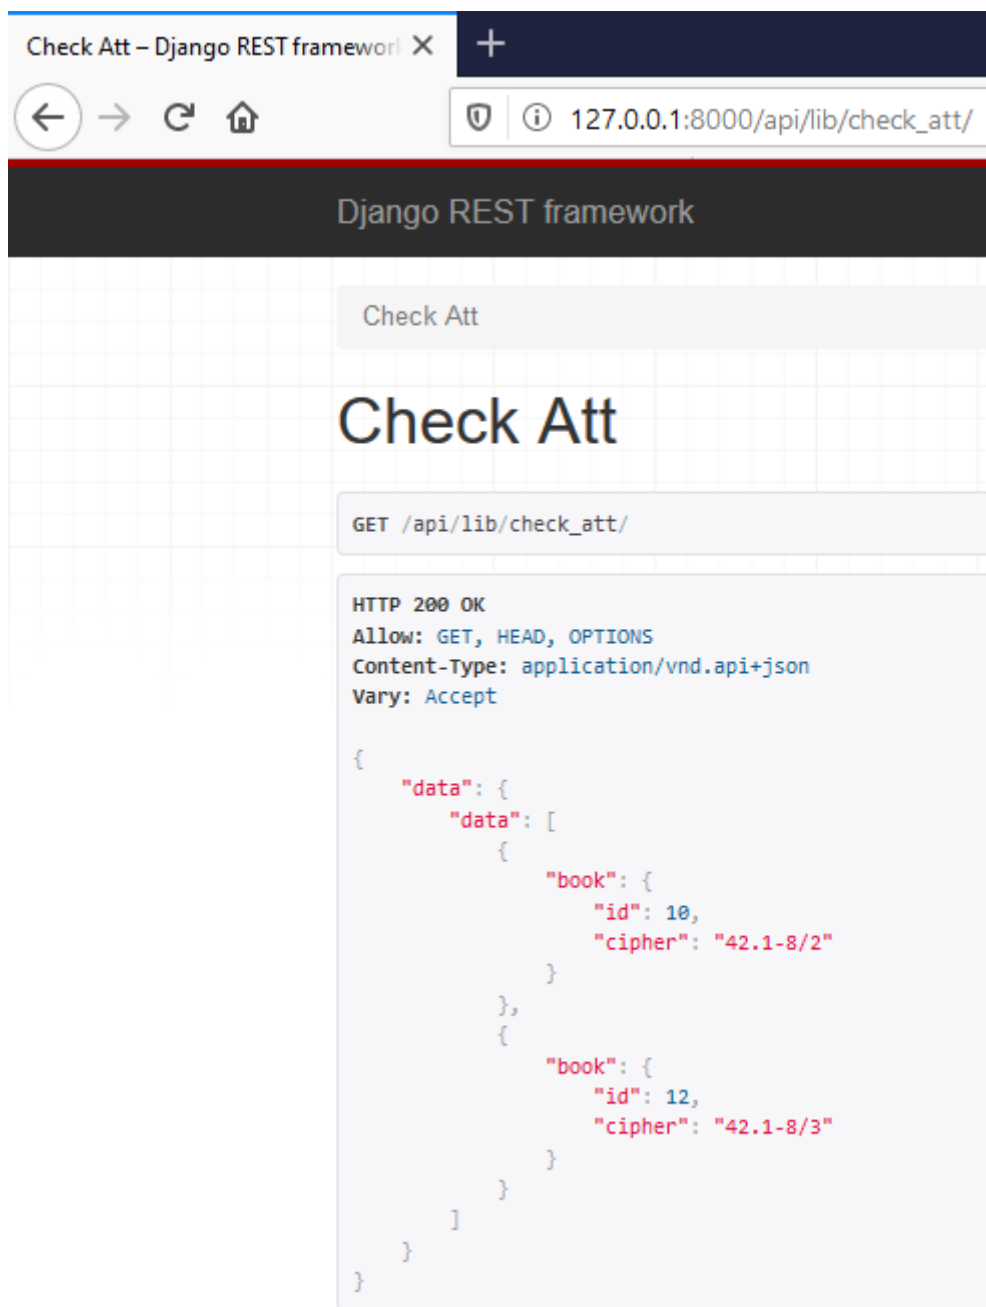 Check Att – Django REST framework
127.0.0.1:8000/api/lib/check_att/
Django REST framework
Check Att
Check Att
GET /api/lib/check_att/
HTTP 200 OK
Allow: GET, HEAD, OPTIONS
Content-Type: application/vnd.api+json
Vary: Accept
{
    "data": {
        "data": [
            {
                "book": {
                    "id": 10,
                    "cipher": "42.1-8/2"
                }
            },
            {
                "book": {
                    "id": 12,
                    "cipher": "42.1-8/3"
                }
            }
        ]
    }
}